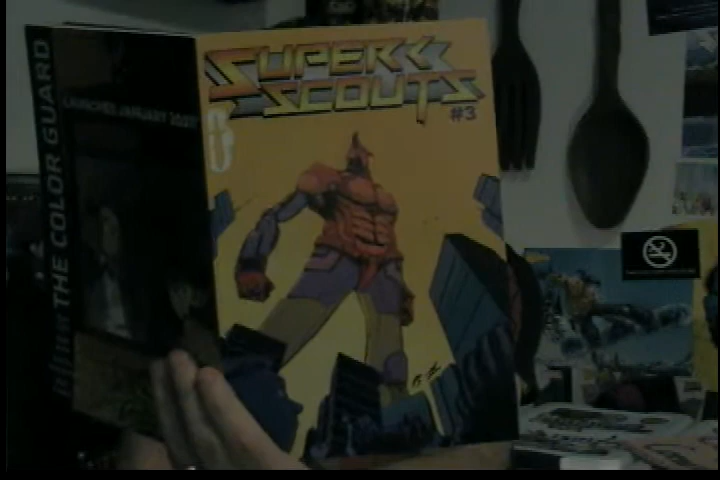 THE COLOR GUARD
LAUNCHES JANUARY 2021
SUPER
SCOUTS
#3